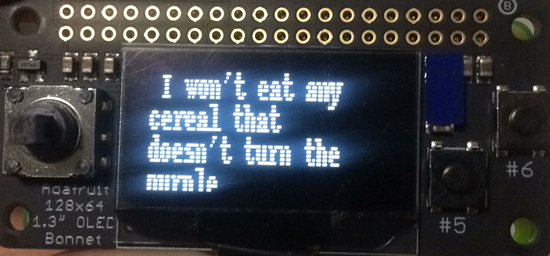 I won't eat any
cereal that
doesn't turn the
Adafruit
128x64
1.3" OLED
Bonnet
#5
#6
B